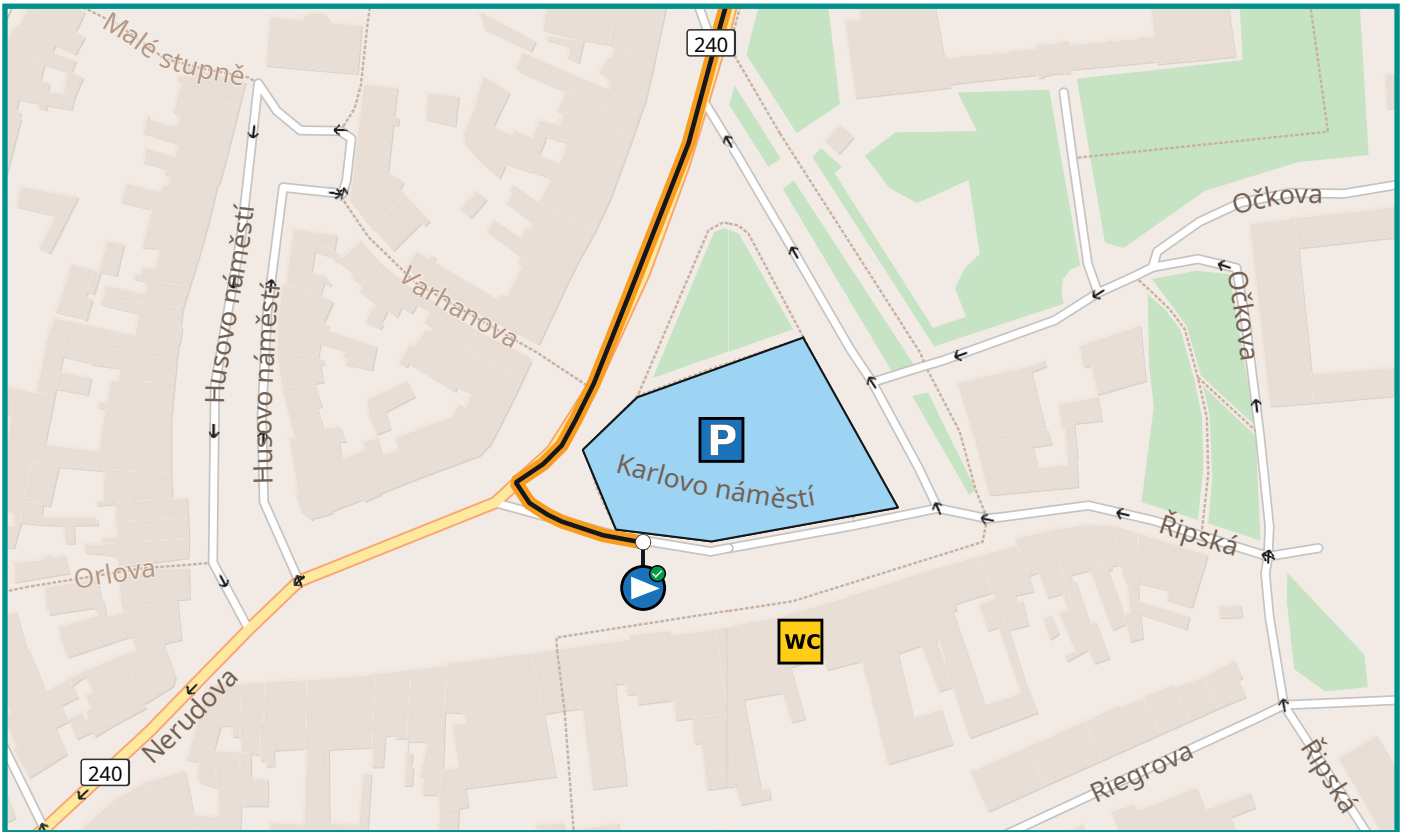 Malé stupně
240
Očkova
Husovo náměstí
Husovo náměstí
Varhanova
Očkova
P
Karlovo náměstí
Řipská
Orlova
WC
Nerudova
240
Riegrova
Řipská